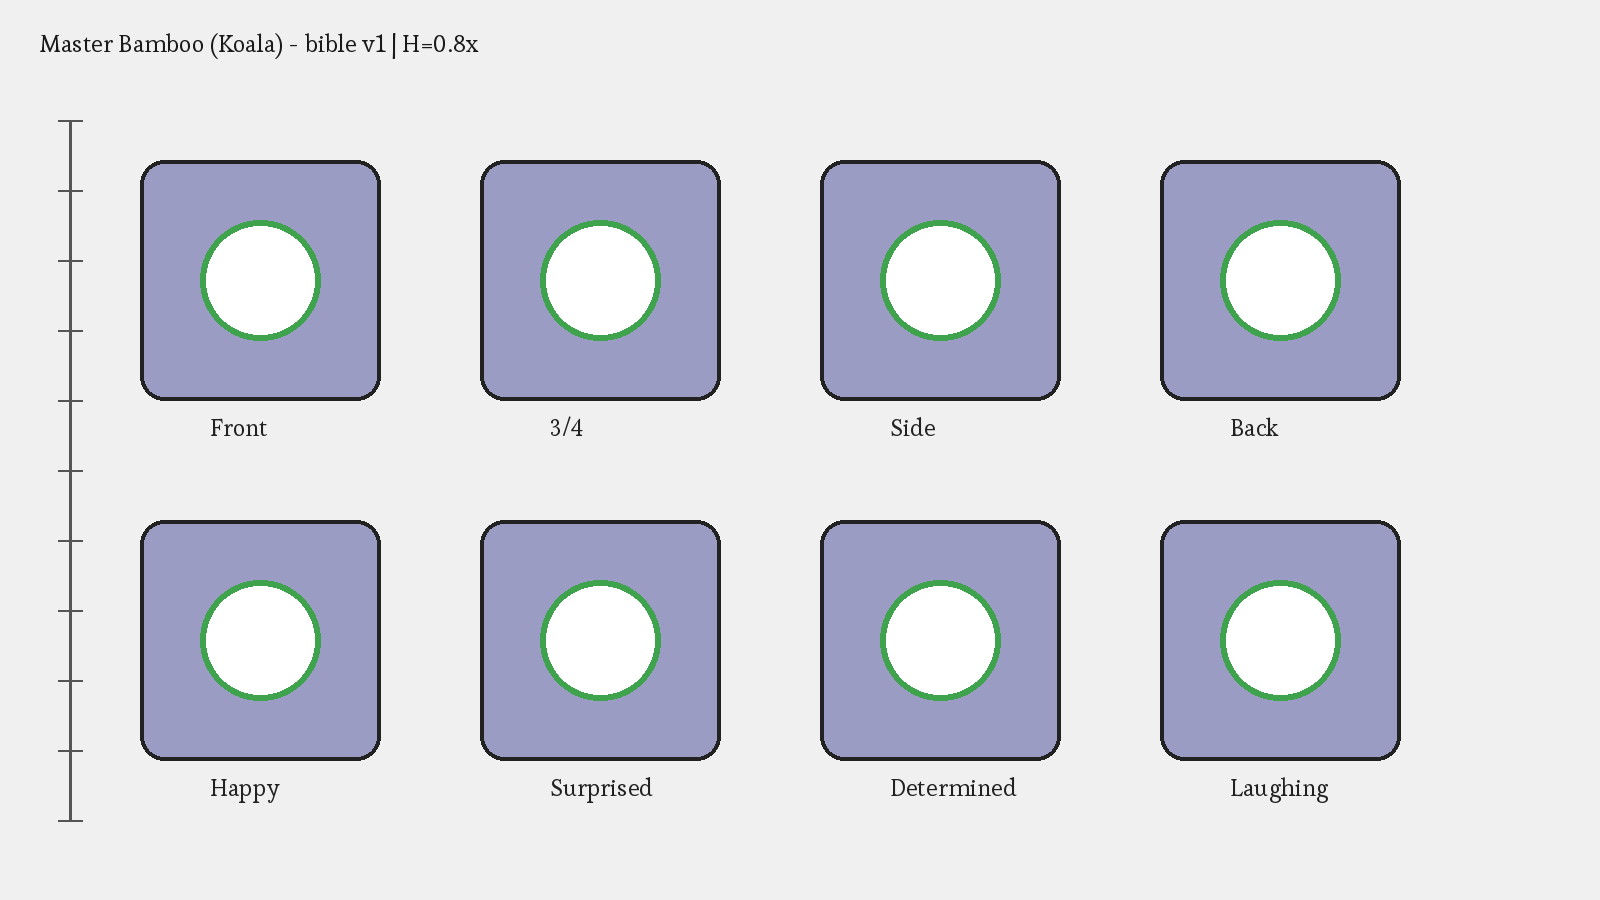 Master Bamboo (Koala) - bible v1 | H=0.8x
Front
3/4
Side
Back
Happy
Surprised
Determined
Laughing